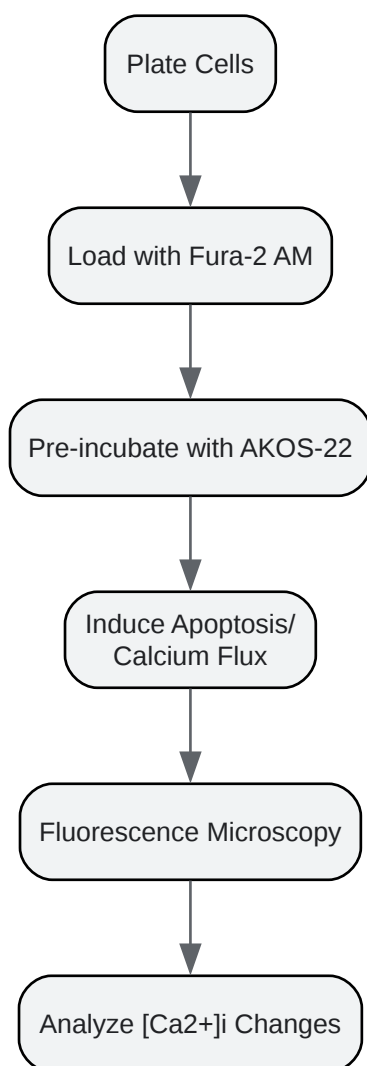 Plate Cells
Load with Fura-2 AM
Pre-incubate with AKOS-22
Induce Apoptosis/
Calcium Flux
Fluorescence Microscopy
Analyze [Ca2+]i Changes